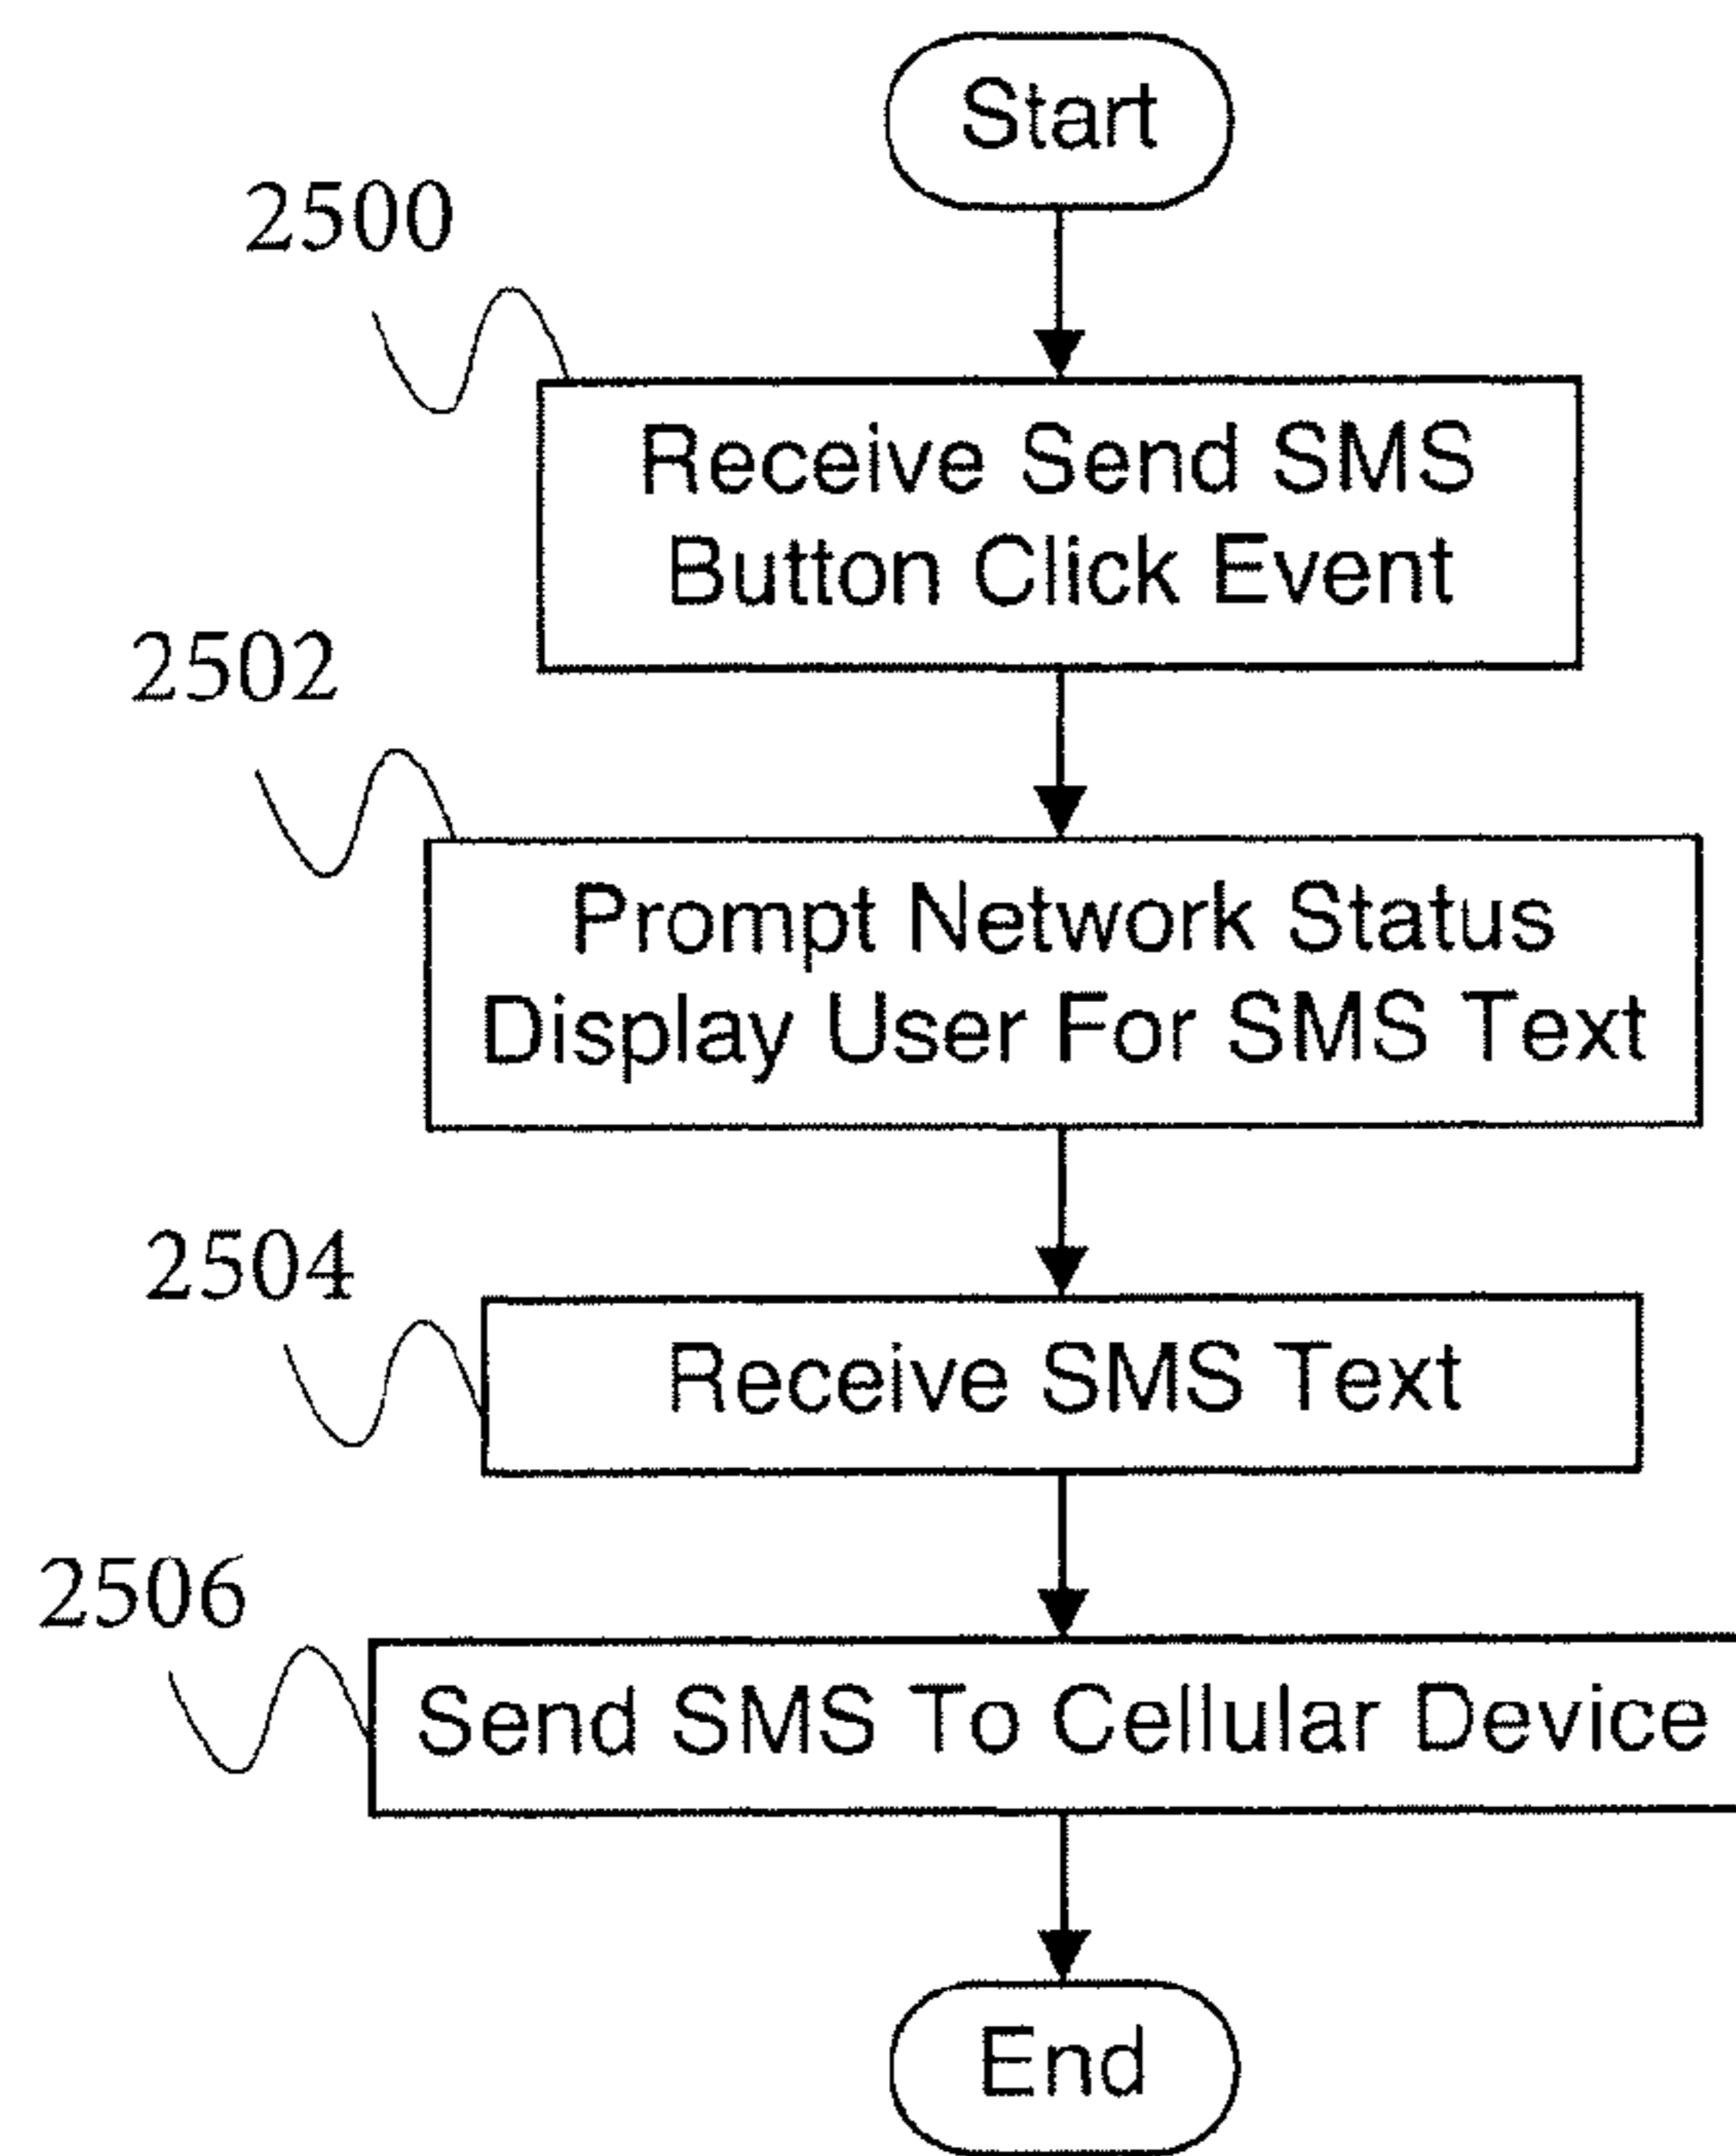 Start
2500
Receive Send SMS
Button Click Event
2502
Prompt Network Status
Display User For SMS Text
2504
Receive SMS Text
2506
Send SMS To Cellular Device
End